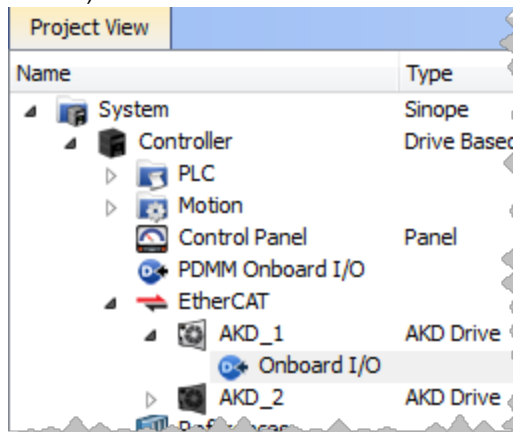 Project View
Name Type
System Sinope
Controller Drive Based
PLC
Motion
Control Panel Panel
PDMM Onboard I/O
EtherCAT
AKD_1 AKD Drive
Onboard I/O
AKD_2 AKD Drive